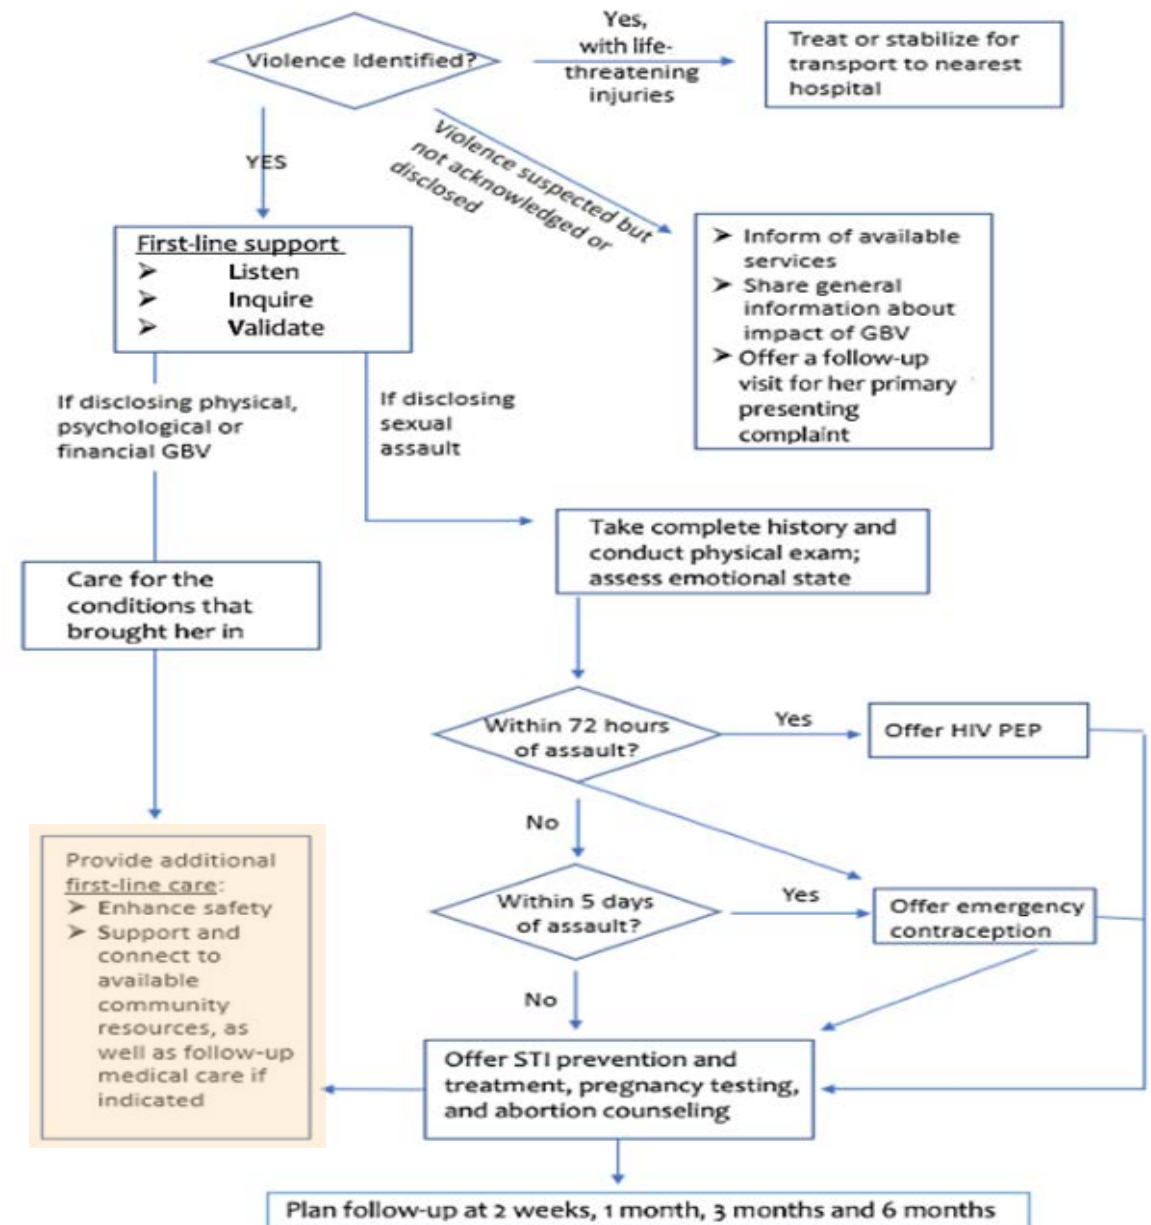 Violence Identified?
Yes,
with life-
threatening
injuries
Treat or stabilize for
transport to nearest
hospital
YES
Violence suspected but
not acknowledged or
disclosed
First-line support
➢ Listen
➢ Inquire
➢ Validate
➢ Inform of available
services
➢ Share general
information about
impact of GBV
➢ Offer a follow-up
visit for her primary
presenting
complaint
If disclosing physical,
psychological or
financial GBV
If disclosing
sexual
assault
Take complete history and
conduct physical exam;
assess emotional state
Care for the
conditions that
brought her in
Within 72 hours
of assault?
Yes
Offer HIV PEP
No
Within 5 days
of assault?
Yes
Offer emergency
contraception
Provide additional
first-line care:
➢ Enhance safety
➢ Support and
connect to
available
community
resources, as
well as follow-up
medical care if
indicated
No
Offer STI prevention and
treatment, pregnancy testing,
and abortion counseling
Plan follow-up at 2 weeks, 1 month, 3 months and 6 months